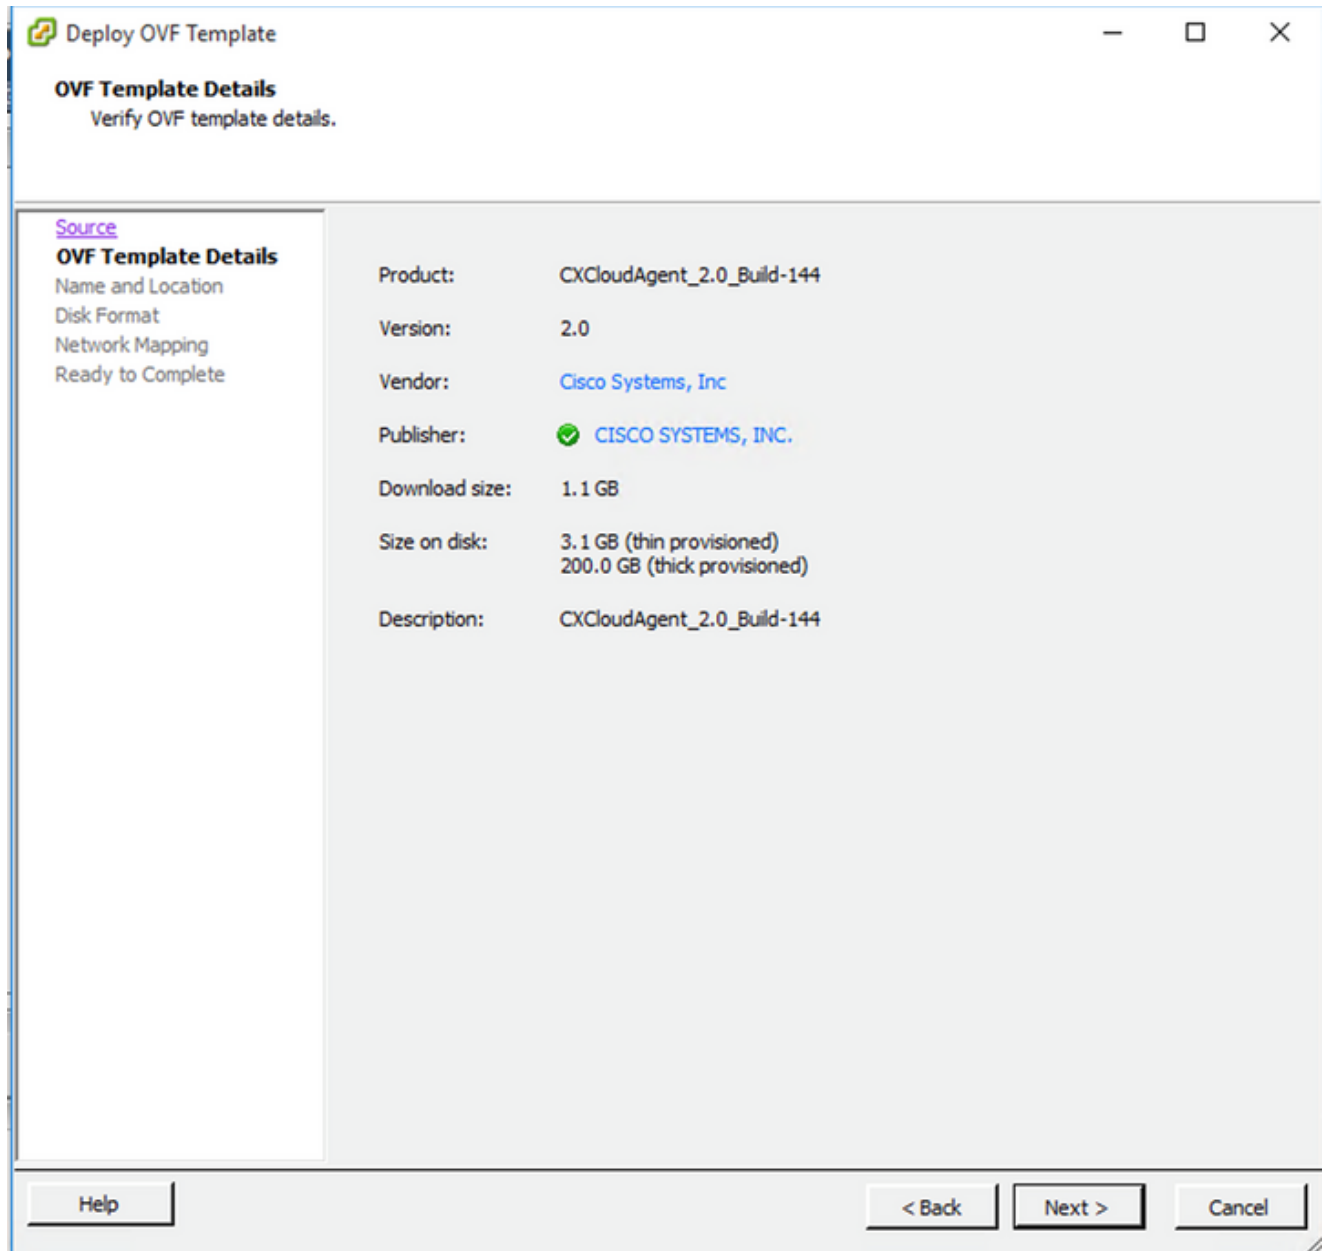 Deploy OVF Template
OVF Template Details
Verify OVF template details.
Source
OVF Template Details
Name and Location
Disk Format
Network Mapping
Ready to Complete
Product: CXCloudAgent_2.0_Build-144
Version: 2.0
Vendor: Cisco Systems, Inc
Publisher: CISCO SYSTEMS, INC.
Download size: 1.1 GB
Size on disk: 3.1 GB (thin provisioned)
200.0 GB (thick provisioned)
Description: CXCloudAgent_2.0_Build-144
Help < Back Next > Cancel